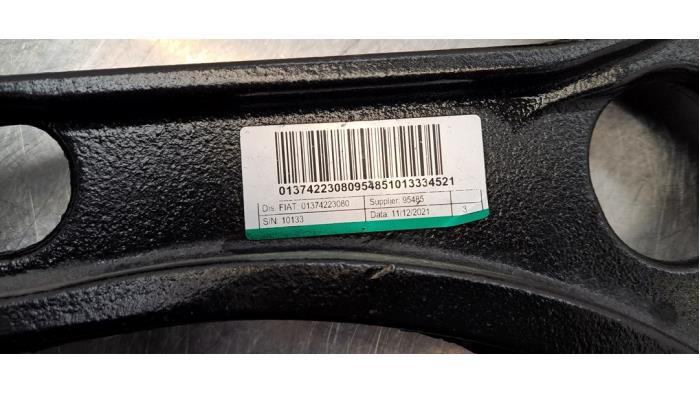 01374223080954851013334521
Dis. FIAT: 01374223080 Supplier: 95485
S/N: 10133 Data: 11/12/2021 3